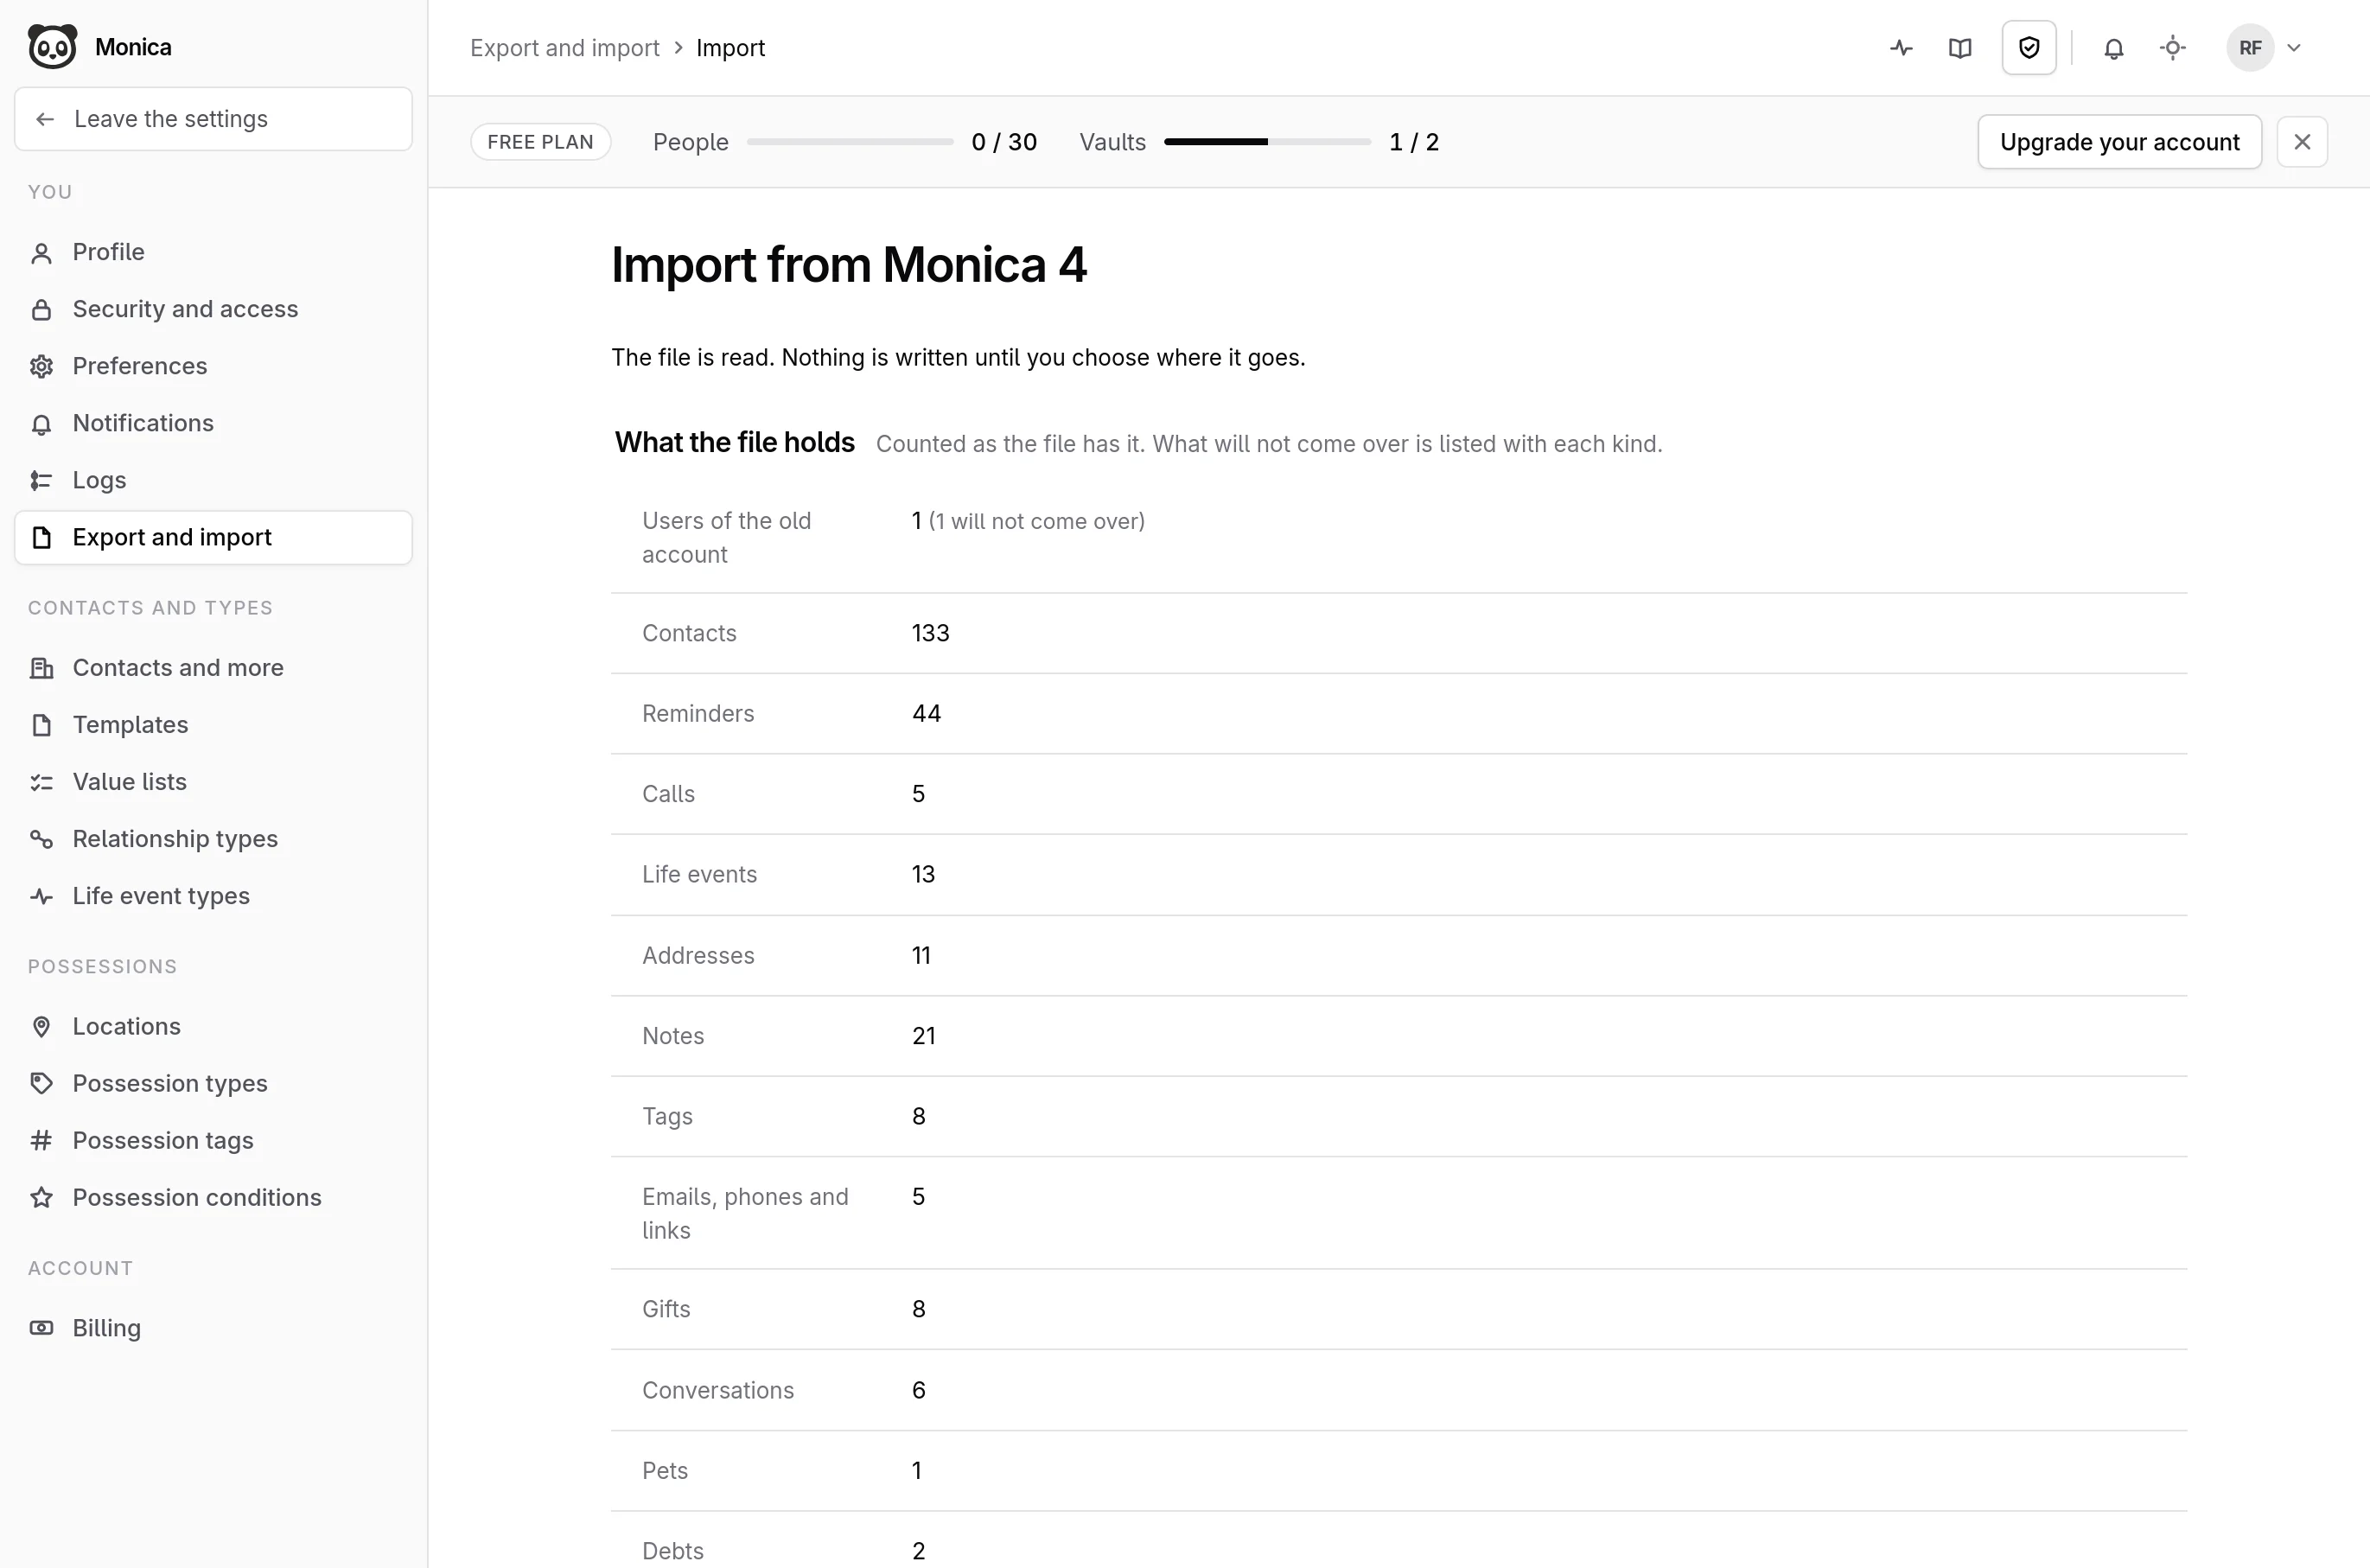 Monica
Leave the settings
YOU
Profile
Security and access
Preferences
Notifications
Logs
Export and import
CONTACTS AND TYPES
Contacts and more
Templates
Value lists
Relationship types
Life event types
POSSESSIONS
Locations
Possession types
Possession tags
Possession conditions
ACCOUNT
Billing
Export and import > Import
RF
FREE PLAN People 0 / 30 Vaults 1 / 2 Upgrade your account
Import from Monica 4
The file is read. Nothing is written until you choose where it goes.
What the file holds Counted as the file has it. What will not come over is listed with each kind.
Users of the old 1 (1 will not come over)
account
Contacts 133
Reminders 44
Calls 5
Life events 13
Addresses 11
Notes 21
Tags 8
Emails, phones and 5
links
Gifts 8
Conversations 6
Pets 1
Debts 2